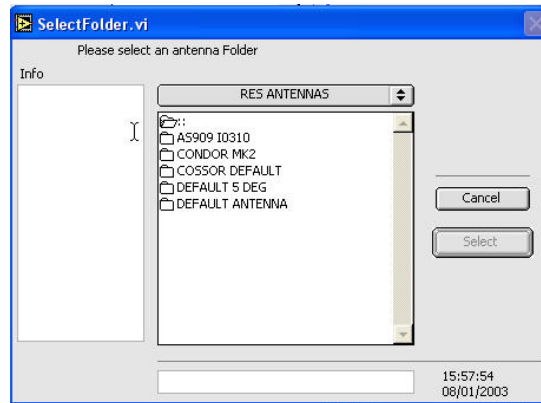 SelectFolder.vi
Please select an antenna Folder
Info
RES ANTENNAS
::
AS909 I0310
CONDOR MK2
COSSOR DEFAULT
DEFAULT 5 DEG
DEFAULT ANTENNA
Cancel
Select
15:57:54
08/01/2003